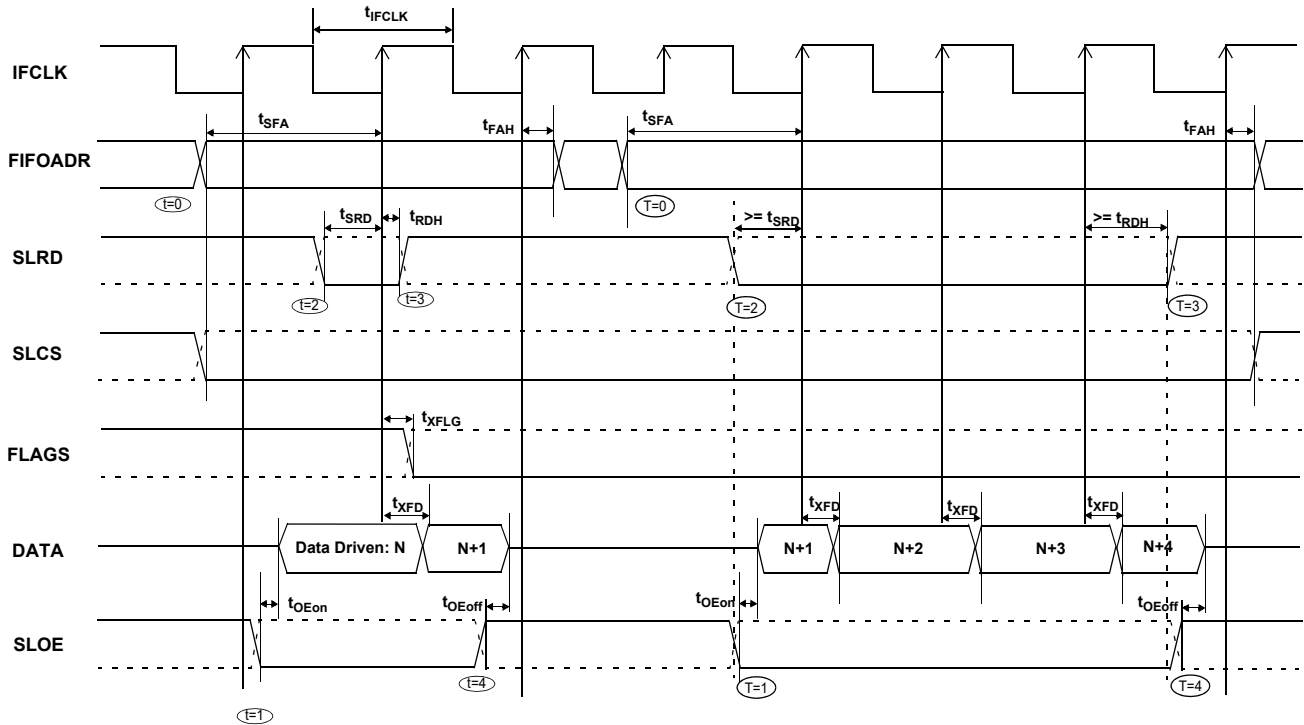 tIFCLK
IFCLK
tSFA
tFAH
tSFA
tFAH
FIFOADR
t=0
T=0
tSRD
tRDH
>= tSRD
>= tRDH
SLRD
t=2
t=3
T=2
T=3
SLCS
tXFLG
FLAGS
tXFD
tXFD
tXFD
tXFD
DATA
Data Driven: N
N+1
N+1
N+2
N+3
N+4
tOEon
tOEoff
tOEon
tOEoff
SLOE
t=4
T=1
T=4
t=1